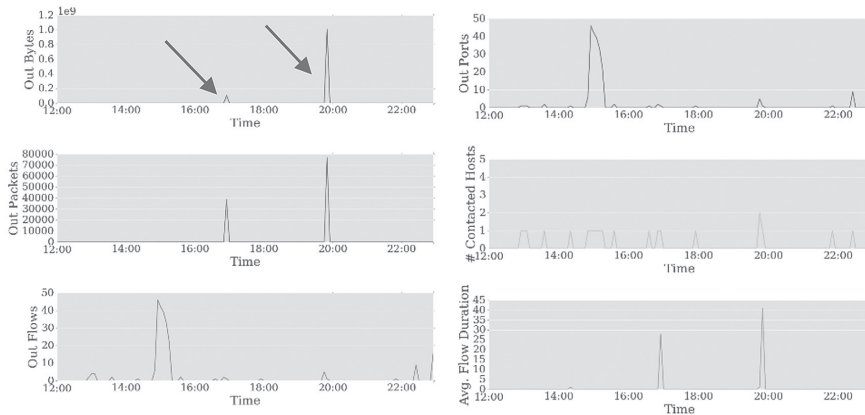 1e9
1.2
1.0
0.8
0.6
0.4
0.2
0.0
Out Bytes
12:00 14:00 16:00 18:00 20:00 22:00
Time
50
40
30
20
10
0
Out Ports
12:00 14:00 16:00 18:00 20:00 22:00
Time
80000
70000
60000
50000
40000
30000
20000
10000
0
Out Packets
12:00 14:00 16:00 18:00 20:00 22:00
Time
5
4
3
2
1
0
# Contacted Hosts
12:00 14:00 16:00 18:00 20:00 22:00
Time
50
40
30
20
10
0
Out Flows
12:00 14:00 16:00 18:00 20:00 22:00
Time
45
40
35
30
25
20
15
10
5
0
Avg. Flow Duration
12:00 14:00 16:00 18:00 20:00 22:00
Time